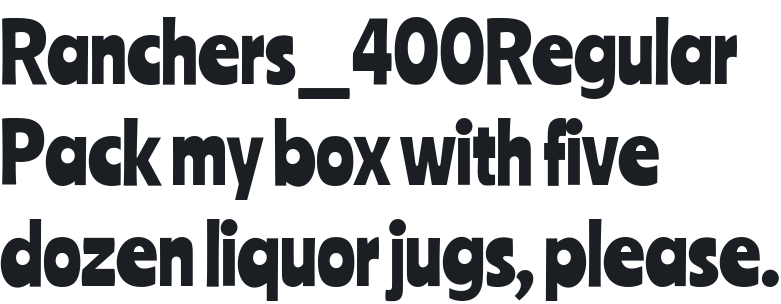 Ranchers_400Regular
Pack my box with five
dozen liquor jugs, please.